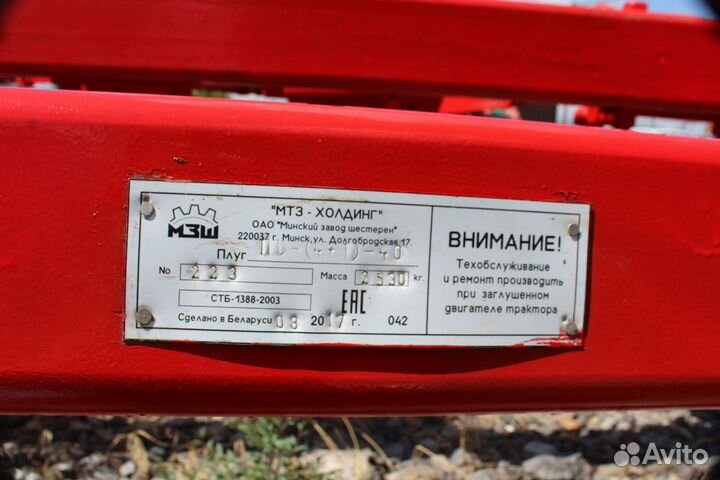 "МТЗ - ХОЛДИНГ"
ОАО "Минский завод шестерен"
220037 г. Минск, ул. Долгобродская, 17
МЗШ
Плуг ПО-(4+1)-40
No 223 Масса 2530 кг.
СТБ-1388-2003 ЕАС
Сделано в Беларуси 08 2017 г. 042
ВНИМАНИЕ!
Техобслуживание
и ремонт производить
при заглушенном
двигателе трактора
Avito